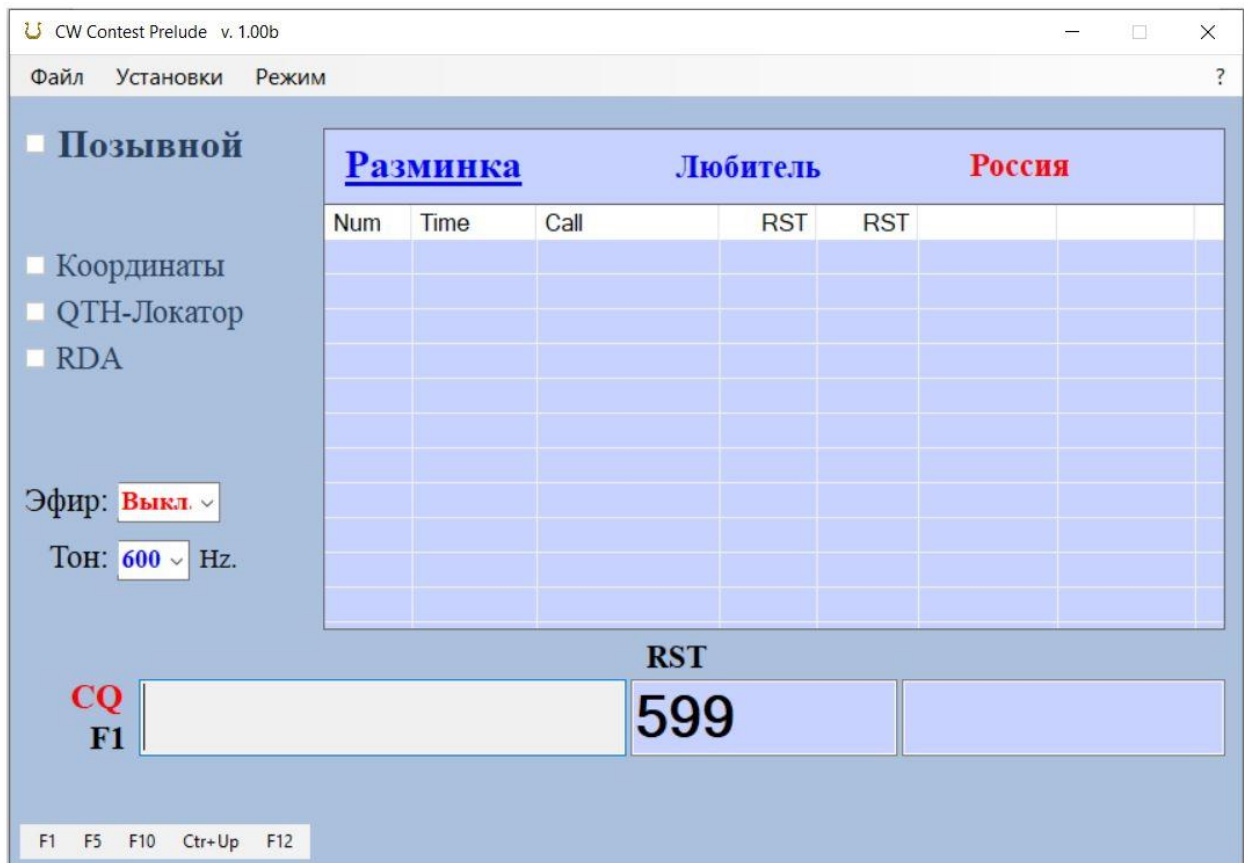 CW Contest Prelude v. 1.00b
Файл Установки Режим ?
Позывной
Разминка Любитель Россия
Num Time Call RST RST
Координаты
QTH-Локатор
RDA
Эфир: Выкл.
Тон: 600 Hz.
RST
CQ
F1
599
F1 F5 F10 Ctr+Up F12